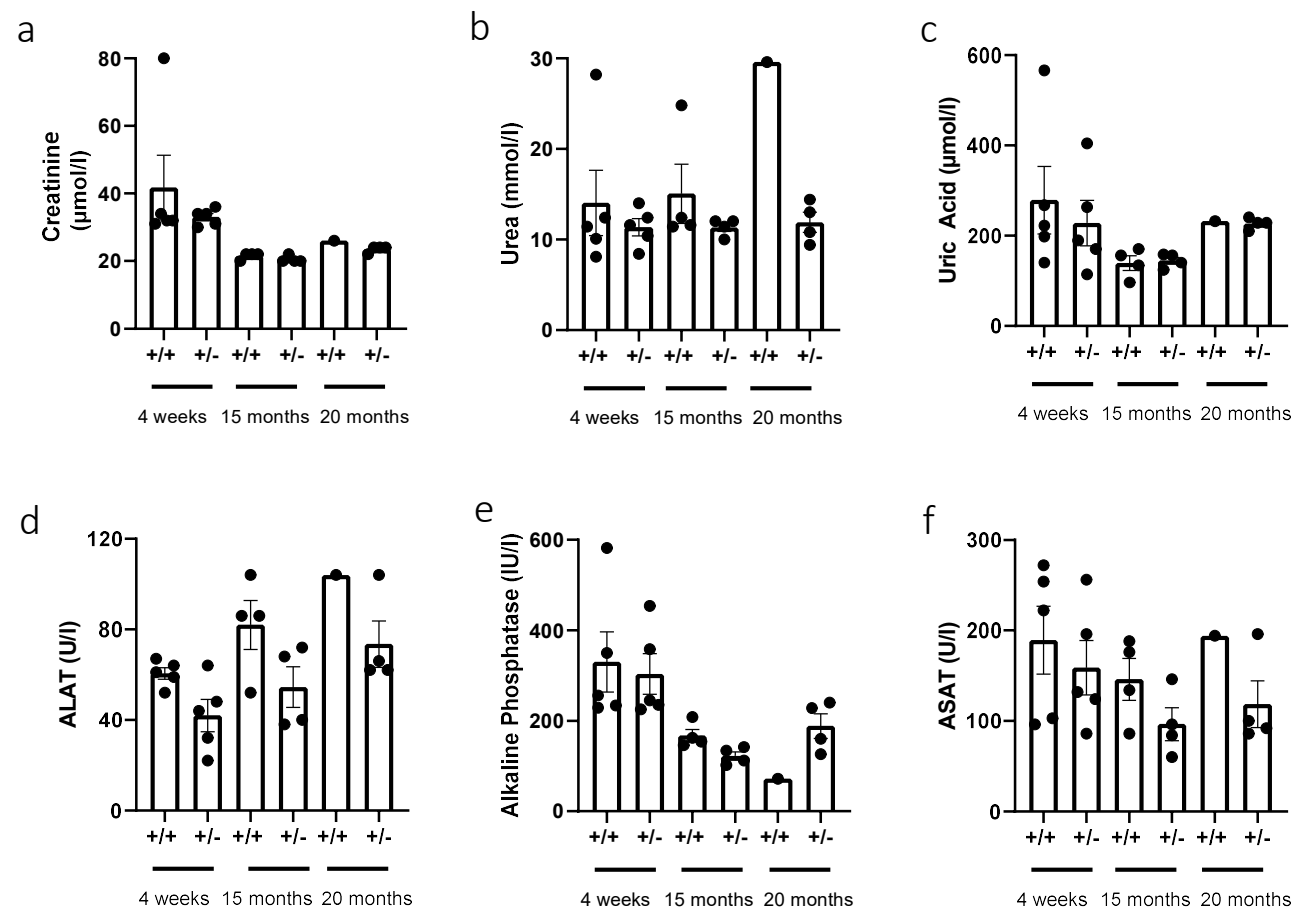 a
Creatinine
(µmol/l)
80
60
40
20
0
+/+ +/- +/+ +/- +/+ +/-
4 weeks 15 months 20 months
b
Urea (mmol/l)
30
20
10
0
+/+ +/- +/+ +/- +/+ +/-
4 weeks 15 months 20 months
c
Uric Acid (µmol/l)
600
400
200
0
+/+ +/- +/+ +/- +/+ +/-
4 weeks 15 months 20 months
d
ALAT (U/l)
120
80
40
0
+/+ +/- +/+ +/- +/+ +/-
4 weeks 15 months 20 months
e
Alkaline Phosphatase (IU/l)
600
400
200
0
+/+ +/- +/+ +/- +/+ +/-
4 weeks 15 months 20 months
f
ASAT (U/l)
300
200
100
0
+/+ +/- +/+ +/- +/+ +/-
4 weeks 15 months 20 months